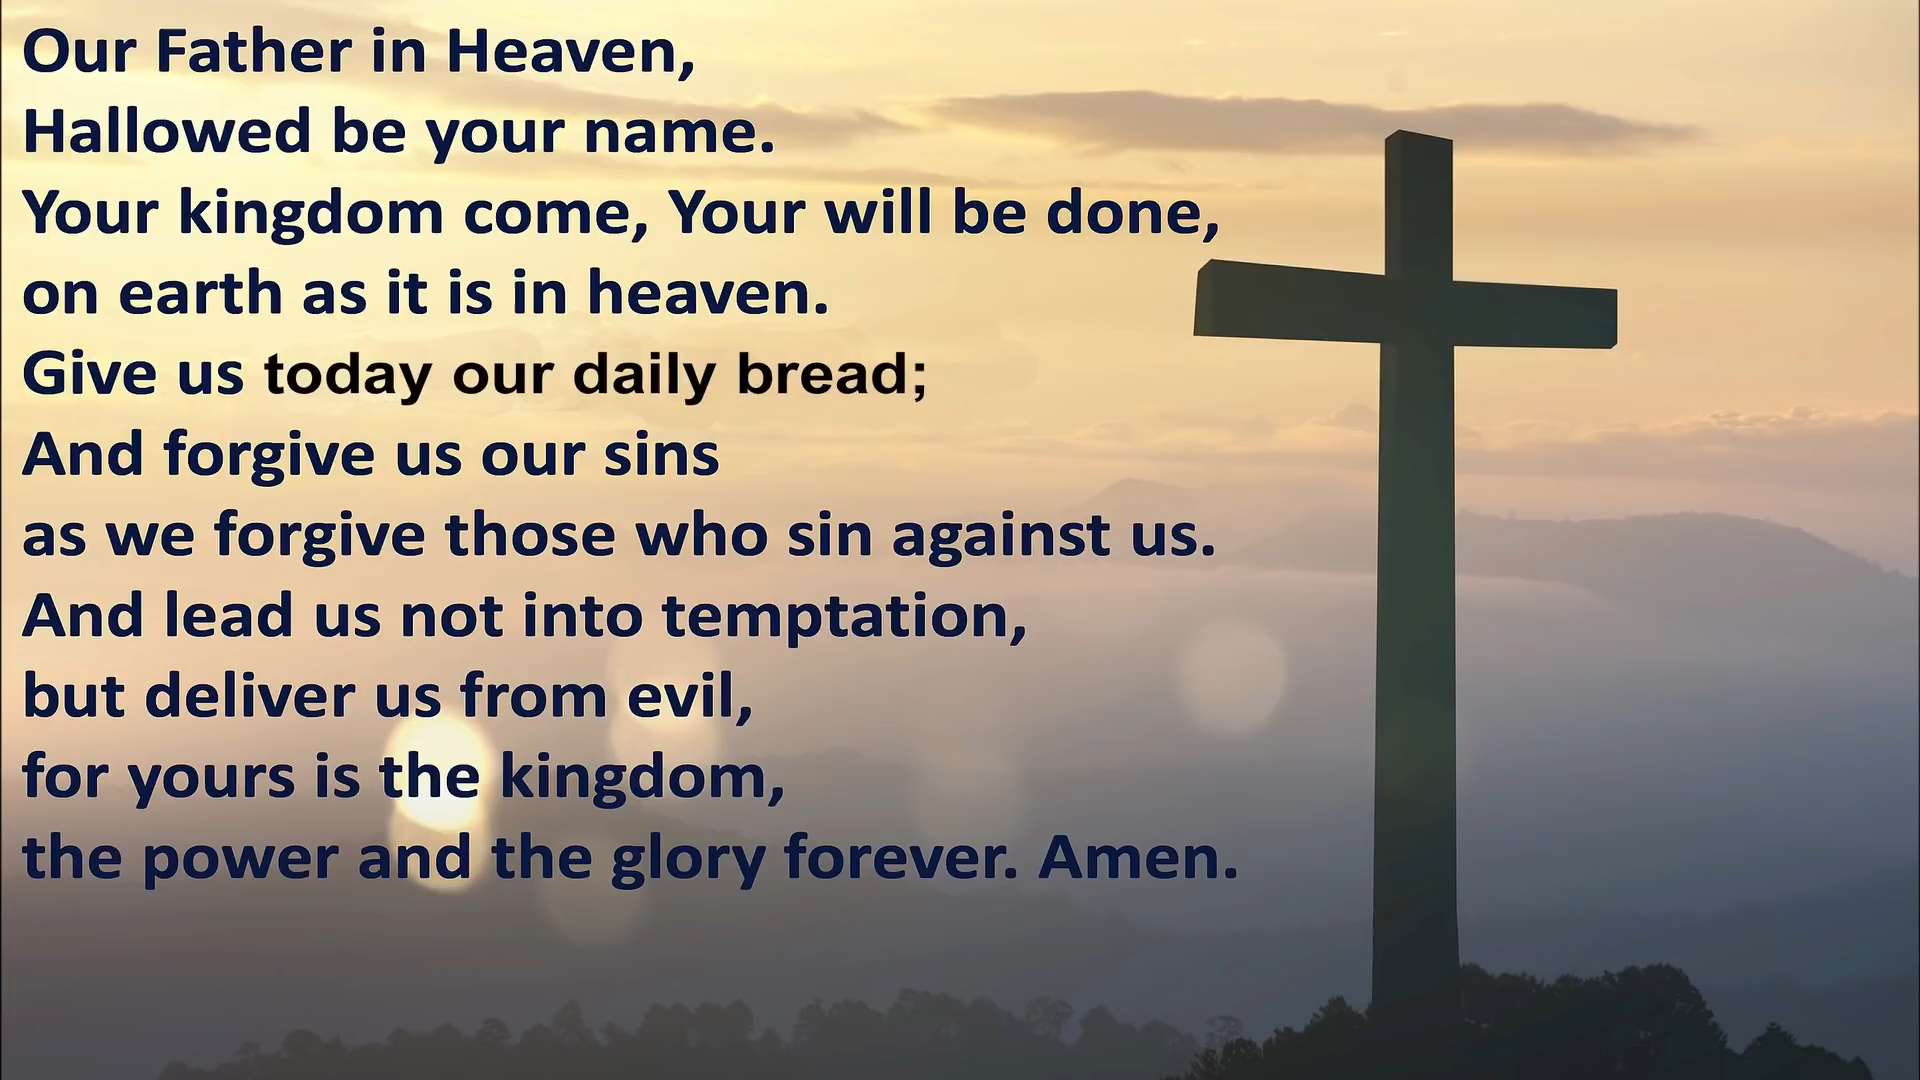 Our Father in Heaven,
Hallowed be your name.
Your kingdom come, Your will be done,
on earth as it is in heaven.
Give us today our daily bread;
And forgive us our sins
as we forgive those who sin against us.
And lead us not into temptation,
but deliver us from evil,
for yours is the kingdom,
the power and the glory forever. Amen.